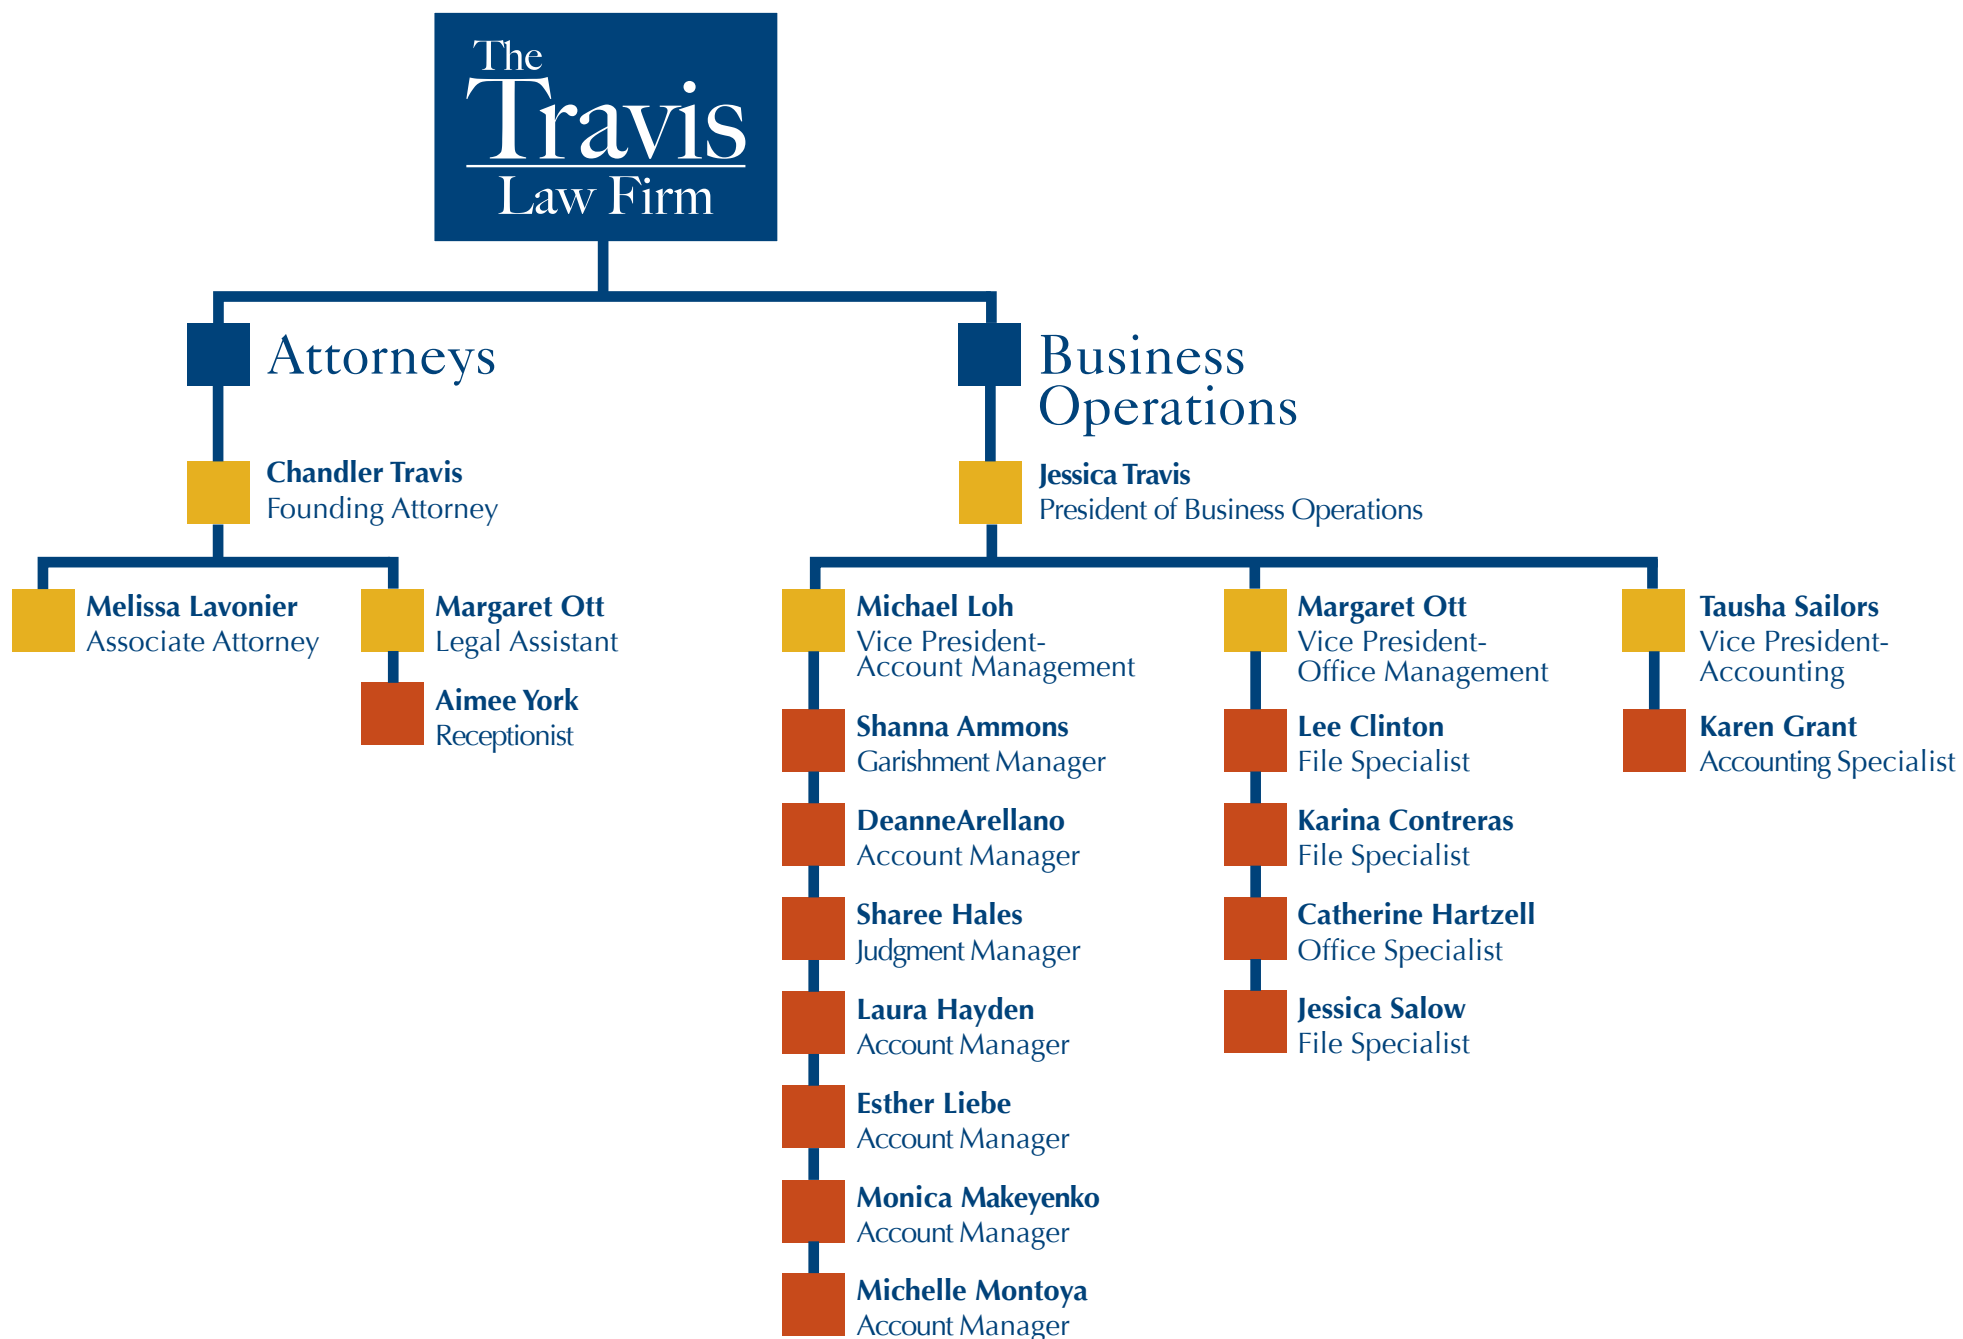 The
Travis
Law Firm
Attorneys
Business
Operations
Chandler Travis
Founding Attorney
Jessica Travis
President of Business Operations
Melissa Lavonier
Associate Attorney
Margaret Ott
Legal Assistant
Aimee York
Receptionist
Michael Loh
Vice President-
Account Management
Shanna Ammons
Garishment Manager
DeanneArellano
Account Manager
Sharee Hales
Judgment Manager
Laura Hayden
Account Manager
Esther Liebe
Account Manager
Monica Makeyenko
Account Manager
Michelle Montoya
Account Manager
Margaret Ott
Vice President-
Office Management
Lee Clinton
File Specialist
Karina Contreras
File Specialist
Catherine Hartzell
Office Specialist
Jessica Salow
File Specialist
Tausha Sailors
Vice President-
Accounting
Karen Grant
Accounting Specialist